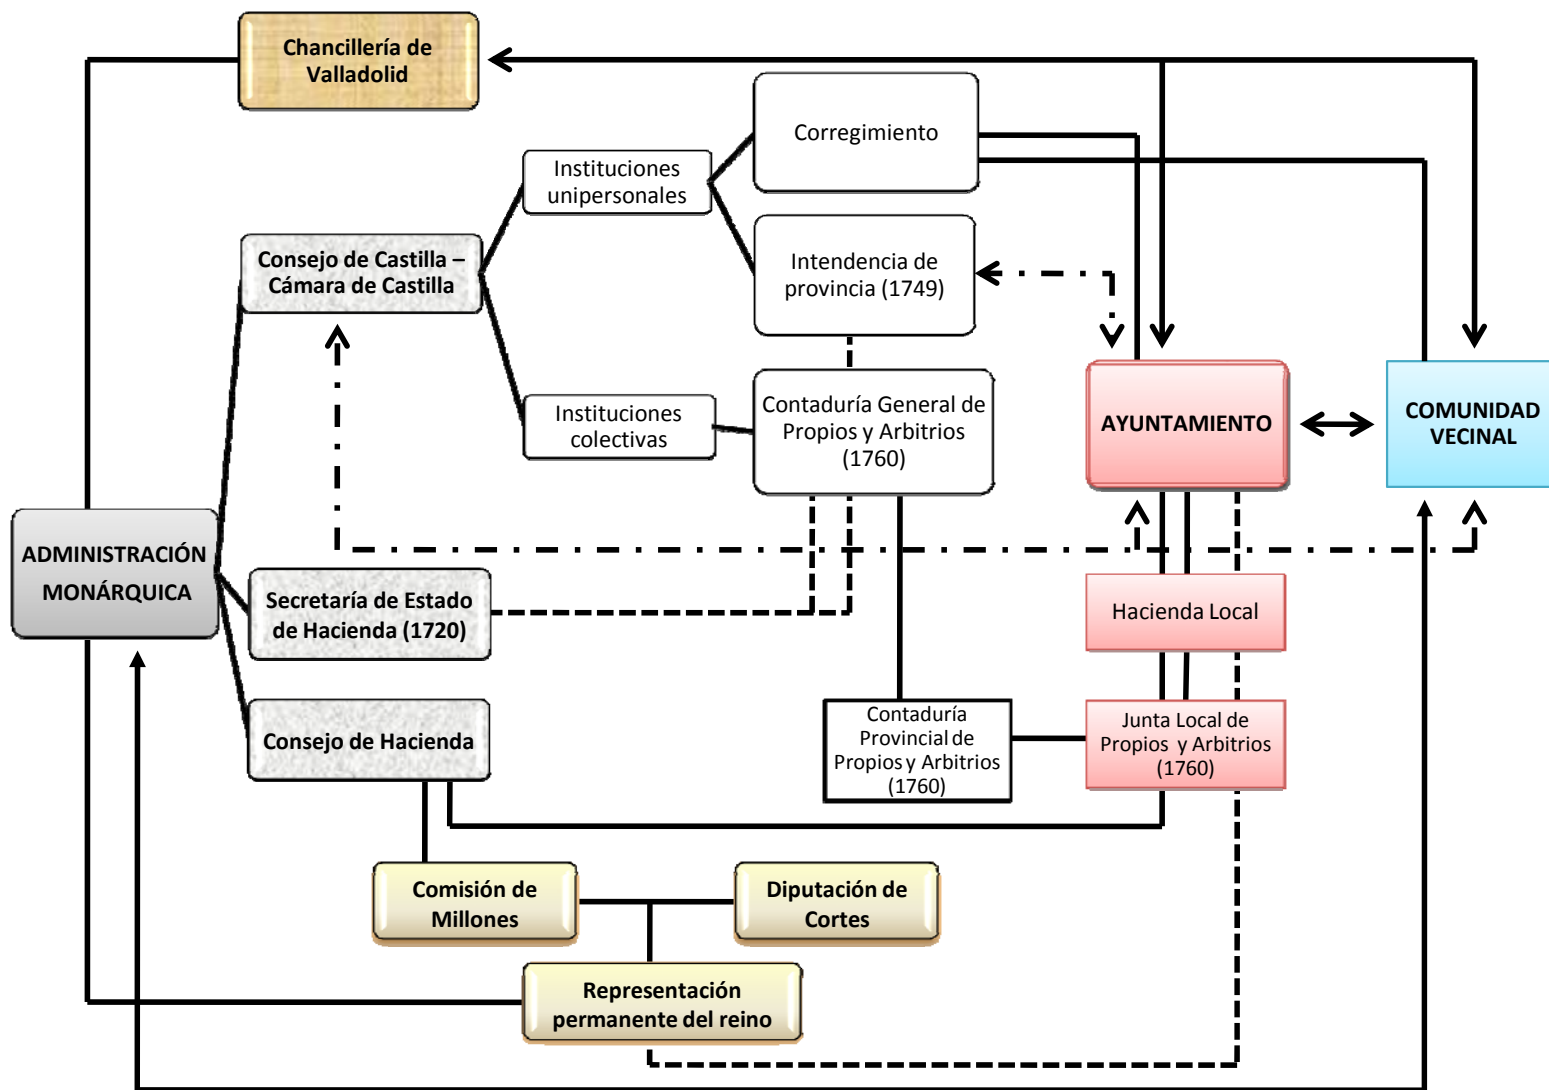 Chancillería de
Valladolid
Corregimiento
Instituciones
unipersonales
Consejo de Castilla –
Cámara de Castilla
Intendencia de
provincia (1749)
Instituciones
colectivas
Contaduría General de
Propios y Arbitrios
(1760)
AYUNTAMIENTO
COMUNIDAD
VECINAL
ADMINISTRACIÓN
MONÁRQUICA
Secretaría de Estado
de Hacienda (1720)
Hacienda Local
Consejo de Hacienda
Contaduría
Provincial de
Propios y Arbitrios
(1760)
Junta Local de
Propios y Arbitrios
(1760)
Comisión de
Millones
Diputación de
Cortes
Representación
permanente del reino